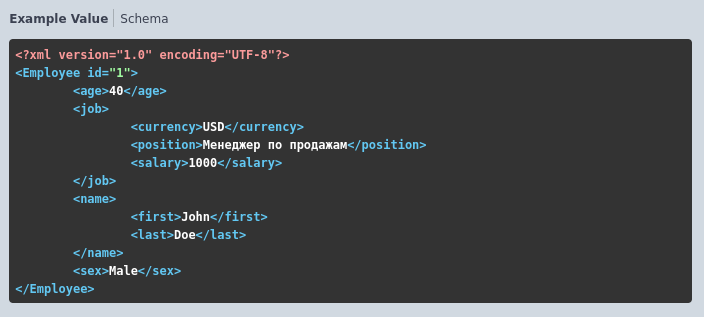 Example Value | Schema
<?xml version="1.0" encoding="UTF-8"?>
<Employee id="1">
	<age>40</age>
	<job>
		<currency>USD</currency>
		<position>Менеджер по продажам</position>
		<salary>1000</salary>
	</job>
	<name>
		<first>John</first>
		<last>Doe</last>
	</name>
	<sex>Male</sex>
</Employee>